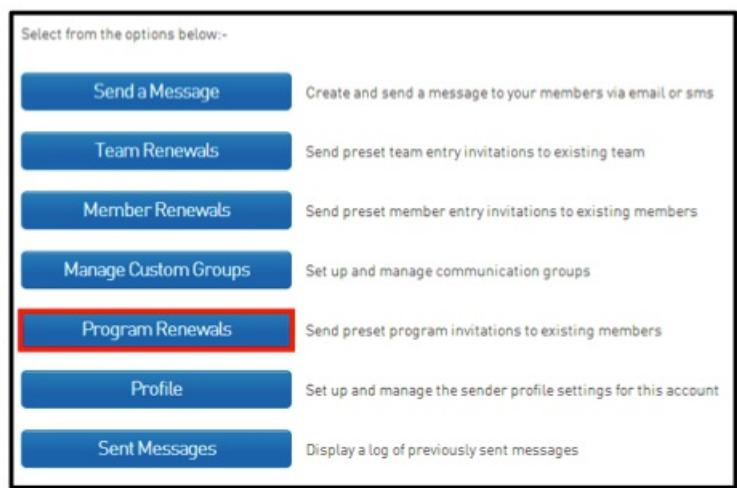 Select from the options below:-
Send a Message Create and send a message to your members via email or sms
Team Renewals Send preset team entry invitations to existing team
Member Renewals Send preset member entry invitations to existing members
Manage Custom Groups Set up and manage communication groups
Program Renewals Send preset program invitations to existing members
Profile Set up and manage the sender profile settings for this account
Sent Messages Display a log of previously sent messages